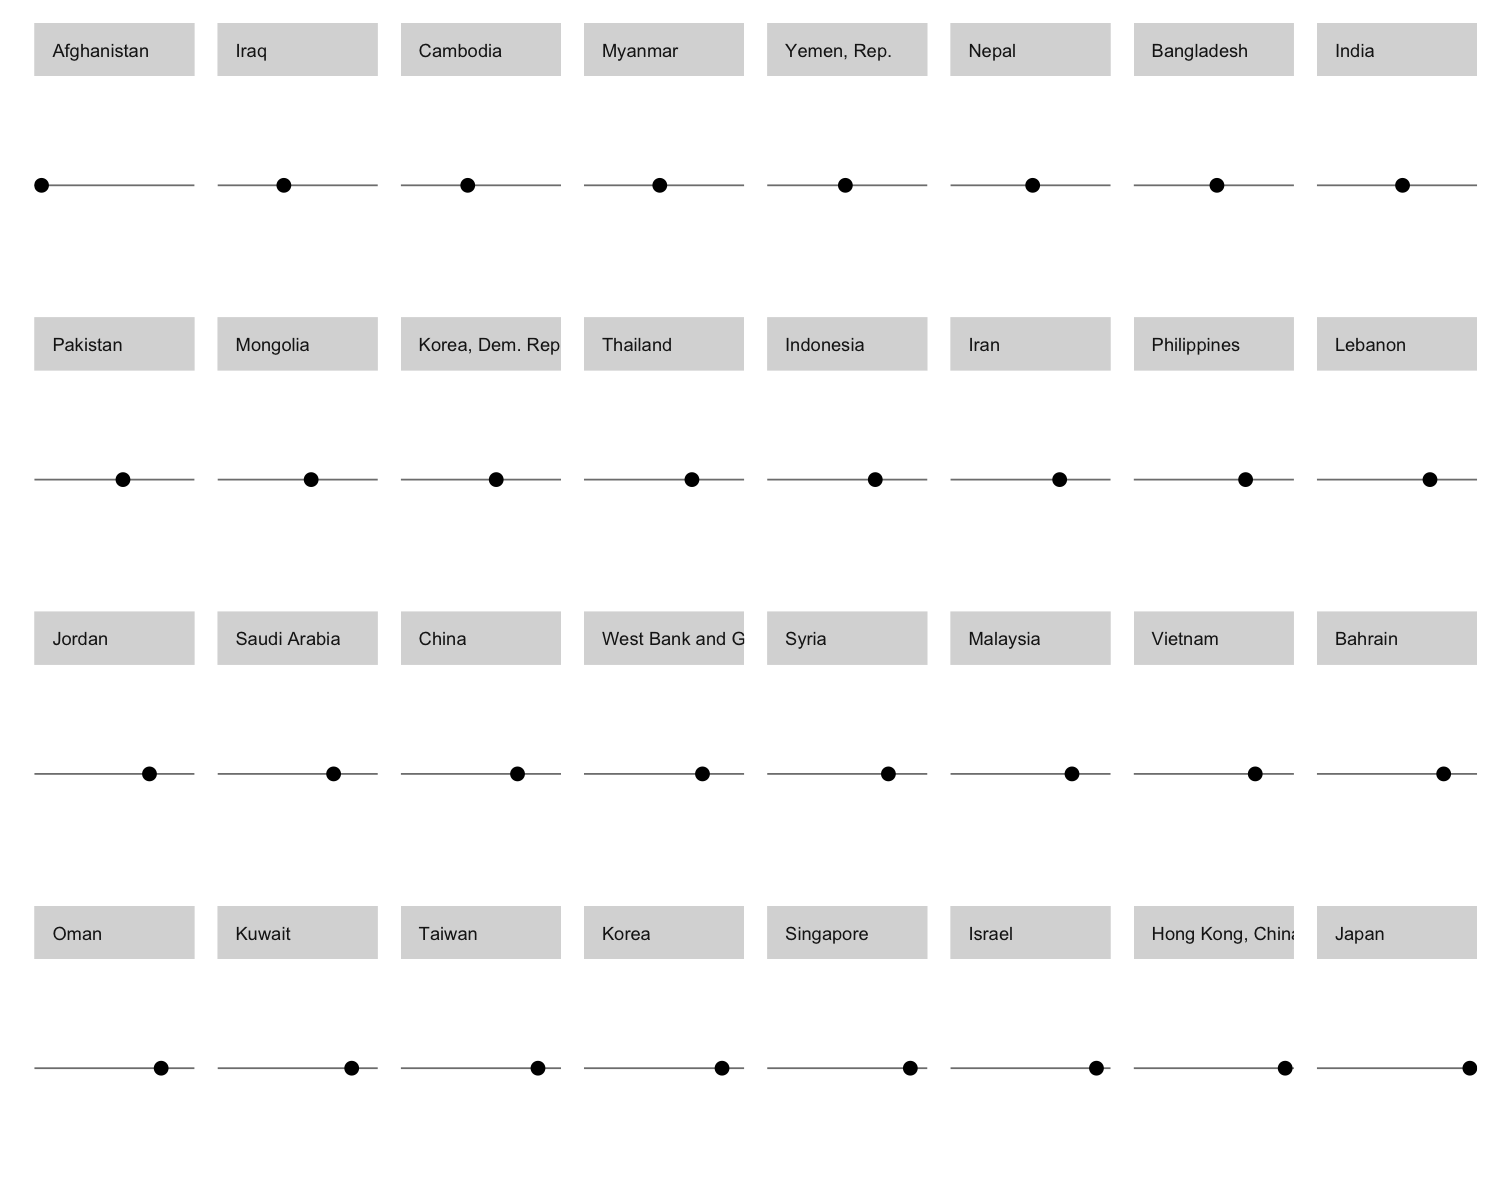 Afghanistan
Iraq
Cambodia
Myanmar
Yemen, Rep.
Nepal
Bangladesh
India
Pakistan
Mongolia
Korea, Dem. Rep
Thailand
Indonesia
Iran
Philippines
Lebanon
Jordan
Saudi Arabia
China
West Bank and G
Syria
Malaysia
Vietnam
Bahrain
Oman
Kuwait
Taiwan
Korea
Singapore
Israel
Hong Kong, China
Japan